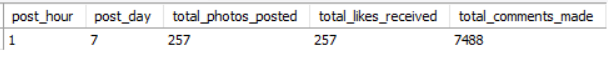 post_hour post_day total_photos_posted total_likes_received total_comments_made
1 7 257 257 7488